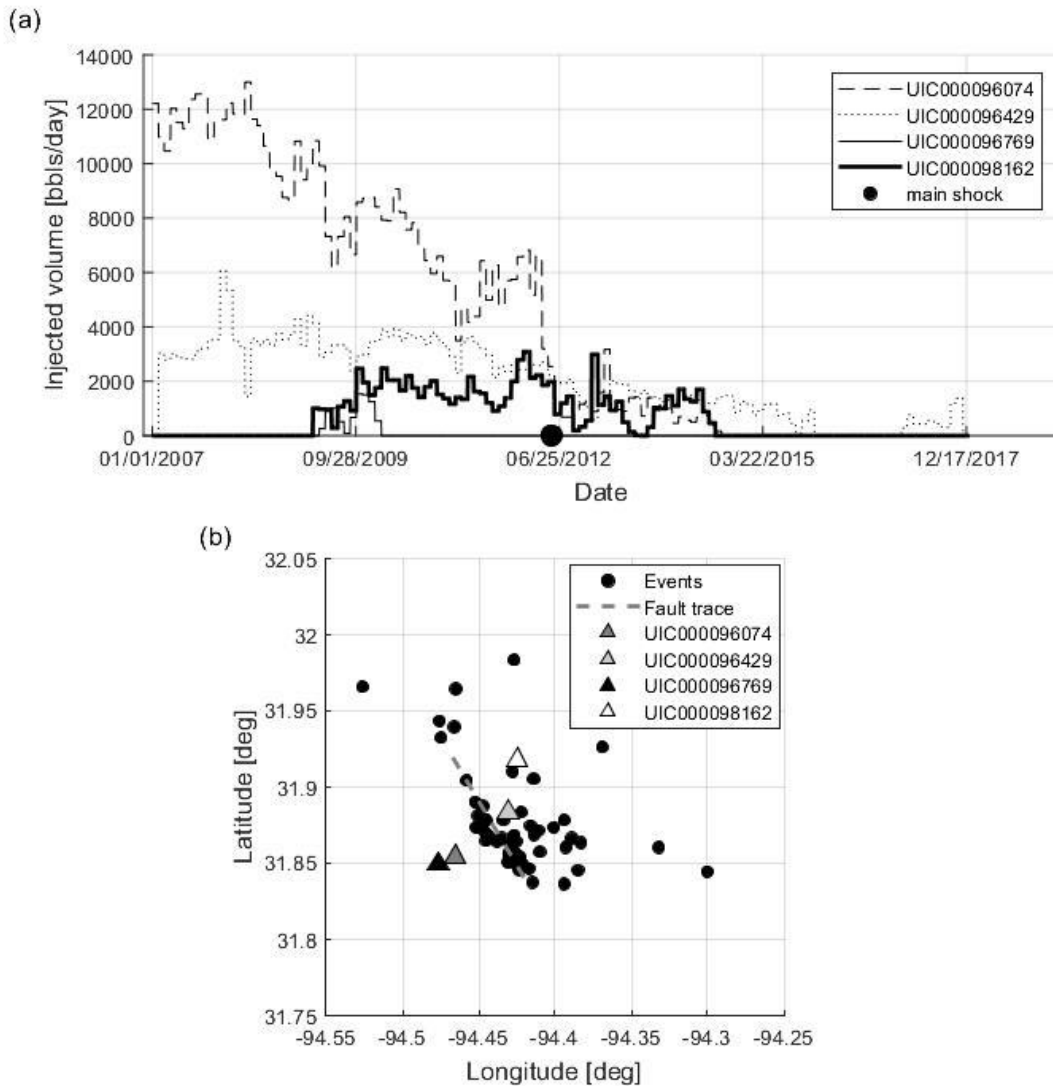 (a)
14000
12000
10000
8000
6000
4000
2000
0
Injected volume [bbls/day]
UIC000096074
UIC000096429
UIC000096769
UIC000098162
main shock
01/01/2007 09/28/2009 06/25/2012 03/22/2015 12/17/2017
Date
(b)
32.05
32
31.95
31.9
31.85
31.8
31.75
Latitude [deg]
Events
Fault trace
UIC000096074
UIC000096429
UIC000096769
UIC000098162
-94.55 -94.5 -94.45 -94.4 -94.35 -94.3 -94.25
Longitude [deg]